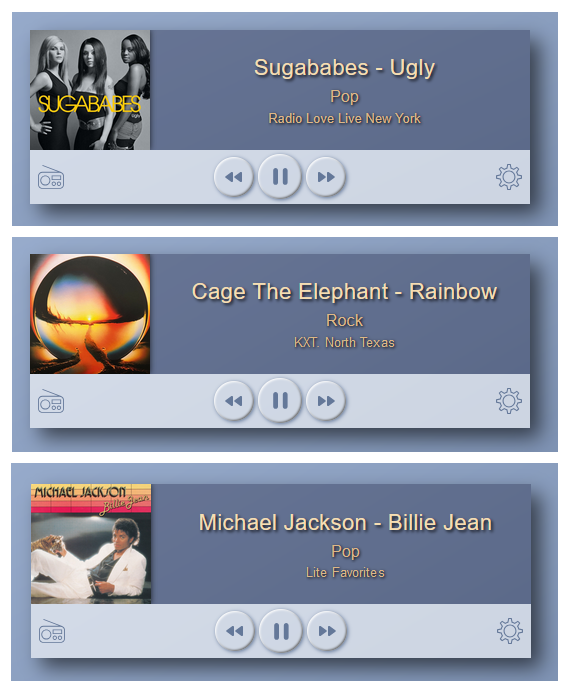 SUGABABES
ugly
Sugababes - Ugly
Pop
Radio Love Live New York
Cage The Elephant - Rainbow
Rock
KXT. North Texas
MICHAEL JACKSON
Billie Jean
Michael Jackson - Billie Jean
Pop
Lite Favorites